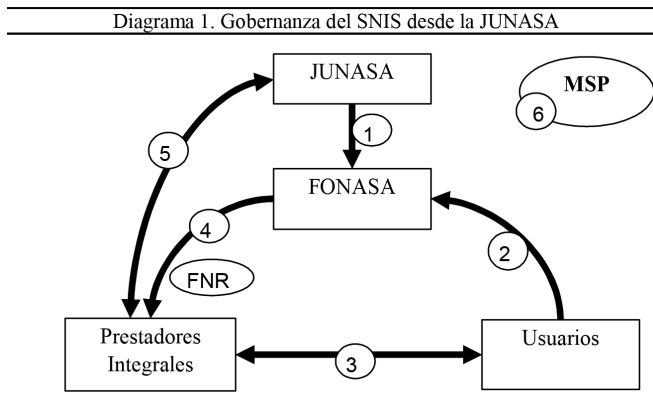 Diagrama 1. Gobernanza del SNIS desde la JUNASA
JUNASA
MSP
6
1
5
FONASA
4
2
FNR
Prestadores
Integrales
Usuarios
3